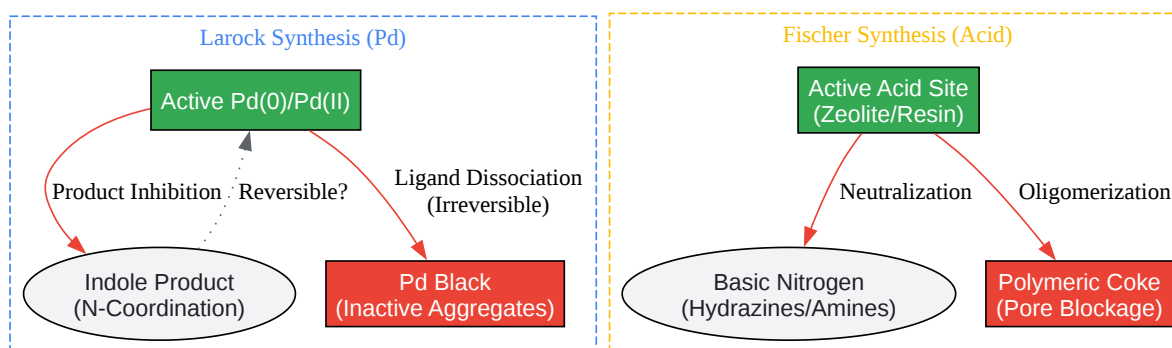 Larock Synthesis (Pd)
Active Pd(0)/Pd(II)
Product Inhibition
Reversible?
Ligand Dissociation
(Irreversible)
Indole Product
(N-Coordination)
Pd Black
(Inactive Aggregates)
Fischer Synthesis (Acid)
Active Acid Site
(Zeolite/Resin)
Neutralization
Oligomerization
Basic Nitrogen
(Hydrazines/Amines)
Polymeric Coke
(Pore Blockage)